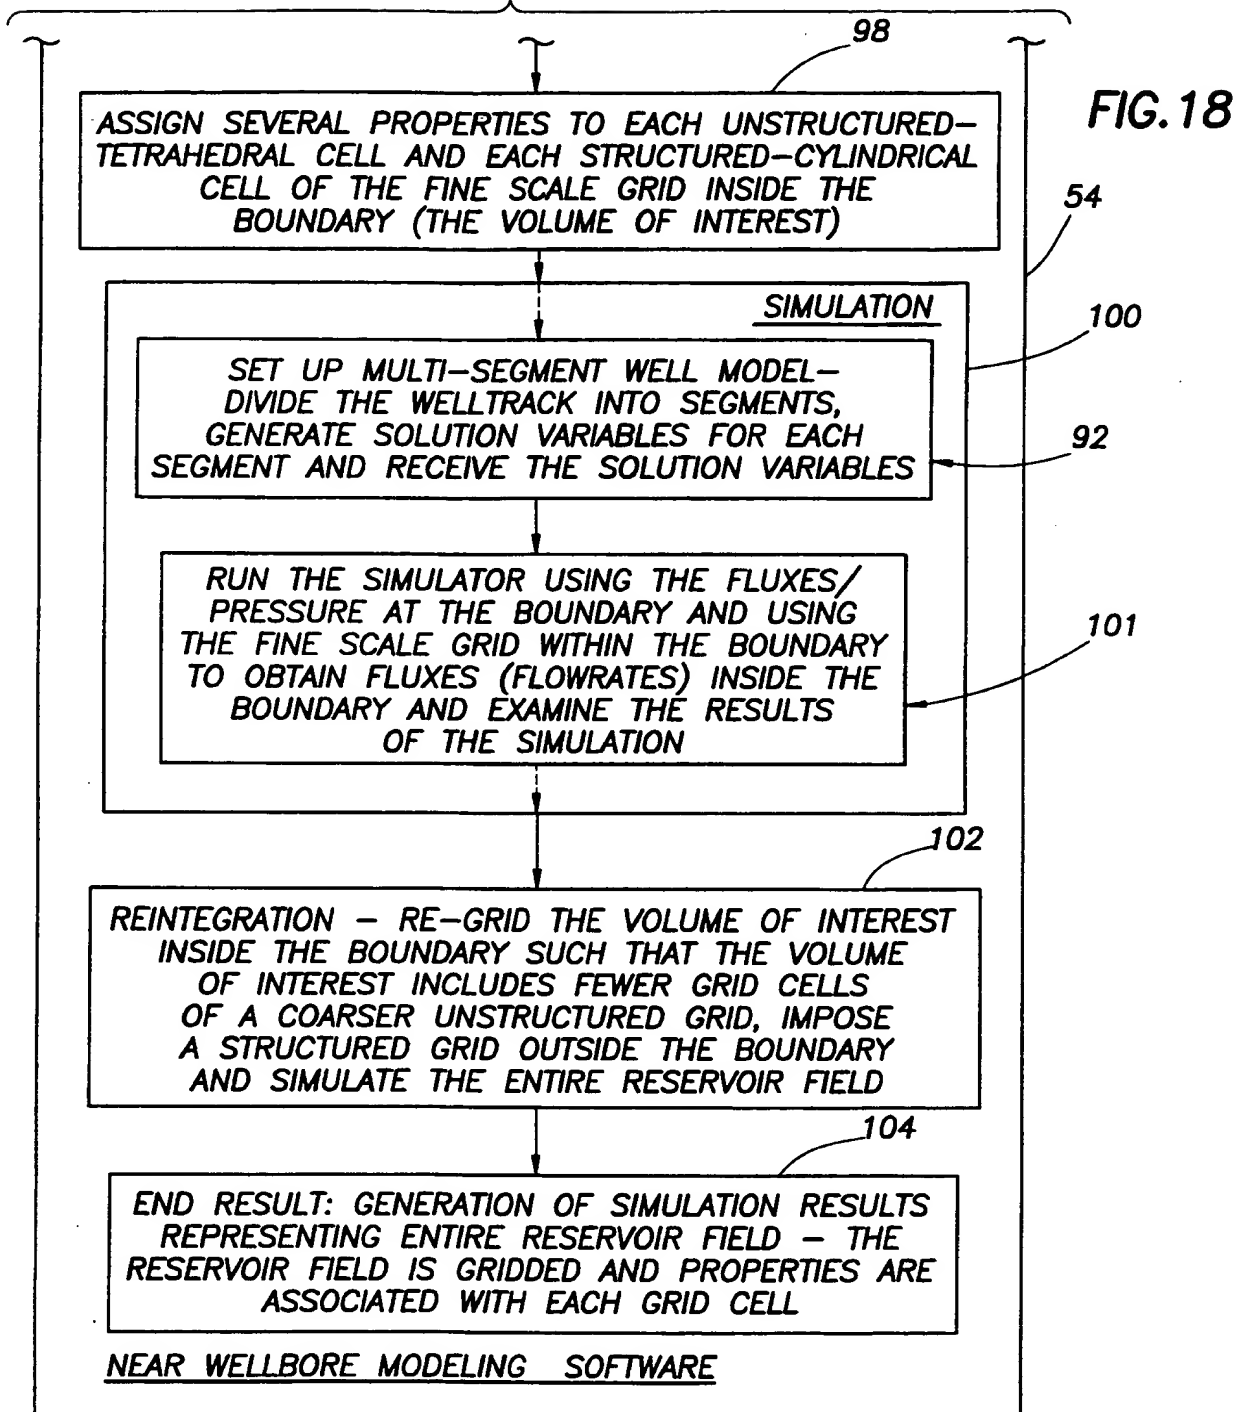 98
FIG.18
ASSIGN SEVERAL PROPERTIES TO EACH UNSTRUCTURED-
TETRAHEDRAL CELL AND EACH STRUCTURED-CYLINDRICAL
CELL OF THE FINE SCALE GRID INSIDE THE
BOUNDARY (THE VOLUME OF INTEREST)
54
SIMULATION
100
SET UP MULTI-SEGMENT WELL MODEL-
DIVIDE THE WELLTRACK INTO SEGMENTS,
GENERATE SOLUTION VARIABLES FOR EACH
SEGMENT AND RECEIVE THE SOLUTION VARIABLES
92
RUN THE SIMULATOR USING THE FLUXES/
PRESSURE AT THE BOUNDARY AND USING
THE FINE SCALE GRID WITHIN THE BOUNDARY
TO OBTAIN FLUXES (FLOWRATES) INSIDE THE
BOUNDARY AND EXAMINE THE RESULTS
OF THE SIMULATION
101
102
REINTEGRATION - RE-GRID THE VOLUME OF INTEREST
INSIDE THE BOUNDARY SUCH THAT THE VOLUME
OF INTEREST INCLUDES FEWER GRID CELLS
OF A COARSER UNSTRUCTURED GRID, IMPOSE
A STRUCTURED GRID OUTSIDE THE BOUNDARY
AND SIMULATE THE ENTIRE RESERVOIR FIELD
104
END RESULT: GENERATION OF SIMULATION RESULTS
REPRESENTING ENTIRE RESERVOIR FIELD - THE
RESERVOIR FIELD IS GRIDDED AND PROPERTIES ARE
ASSOCIATED WITH EACH GRID CELL
NEAR WELLBORE MODELING SOFTWARE